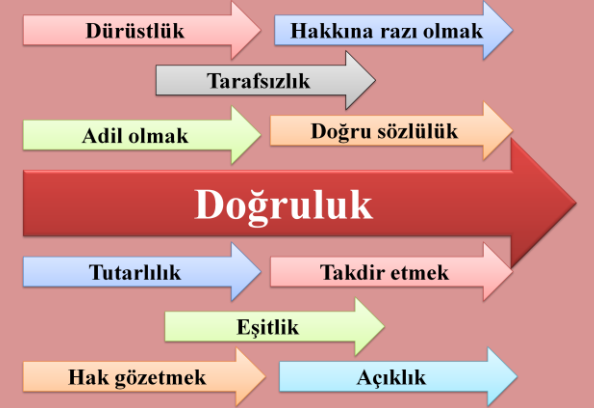 Dürüstlük
Hakkına razı olmak
Tarafsızlık
Adil olmak
Doğru sözlülük
Doğruluk
Tutarlılık
Takdir etmek
Eşitlik
Hak gözetmek
Açıklık